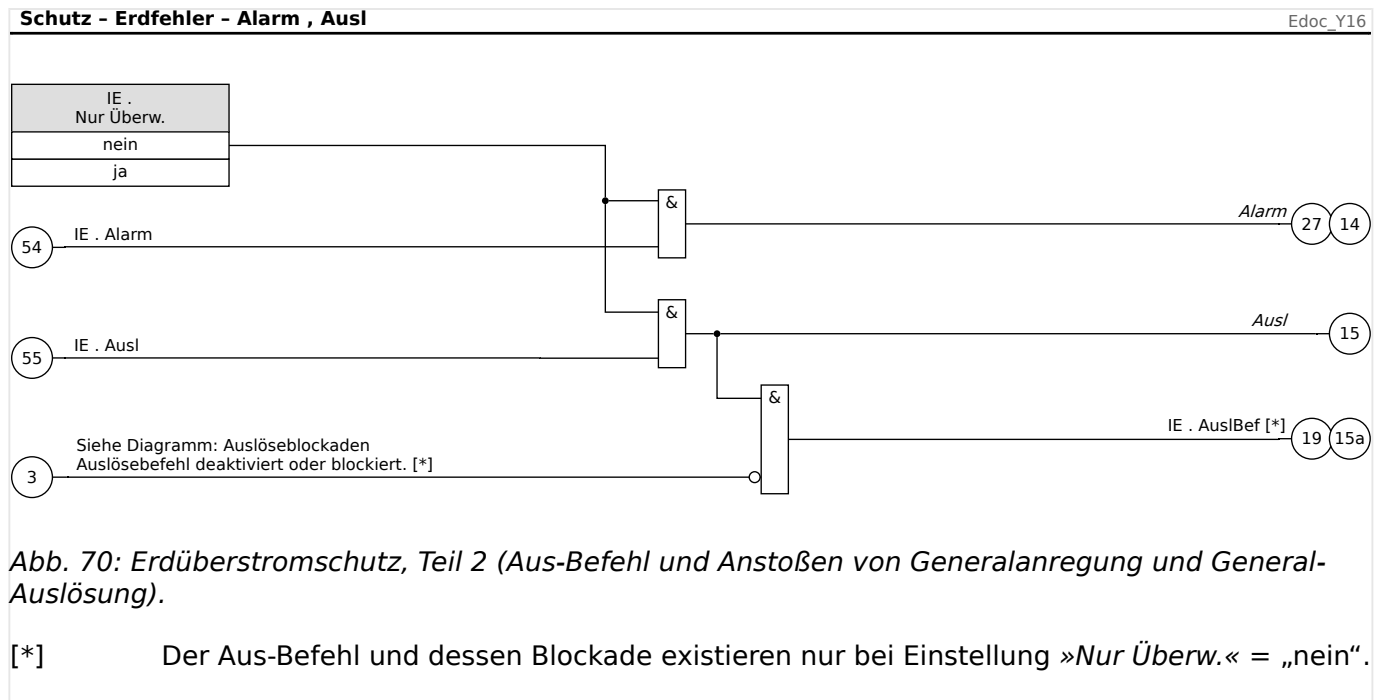 Schutz – Erdfehler – Alarm , Ausl
Edoc_Y16
IE .
Nur Überw.
nein
ja
&
Alarm
27
14
54
IE . Alarm
&
Ausl
15
55
IE . Ausl
&
IE . AuslBef [*]
19
15a
Siehe Diagramm: Auslöseblockaden
Auslösebefehl deaktiviert oder blockiert. [*]
3
Abb. 70: Erdüberstromschutz, Teil 2 (Aus-Befehl und Anstoßen von Generalanregung und General-
Auslösung).
[*] Der Aus-Befehl und dessen Blockade existieren nur bei Einstellung »Nur Überw.« = „nein“.